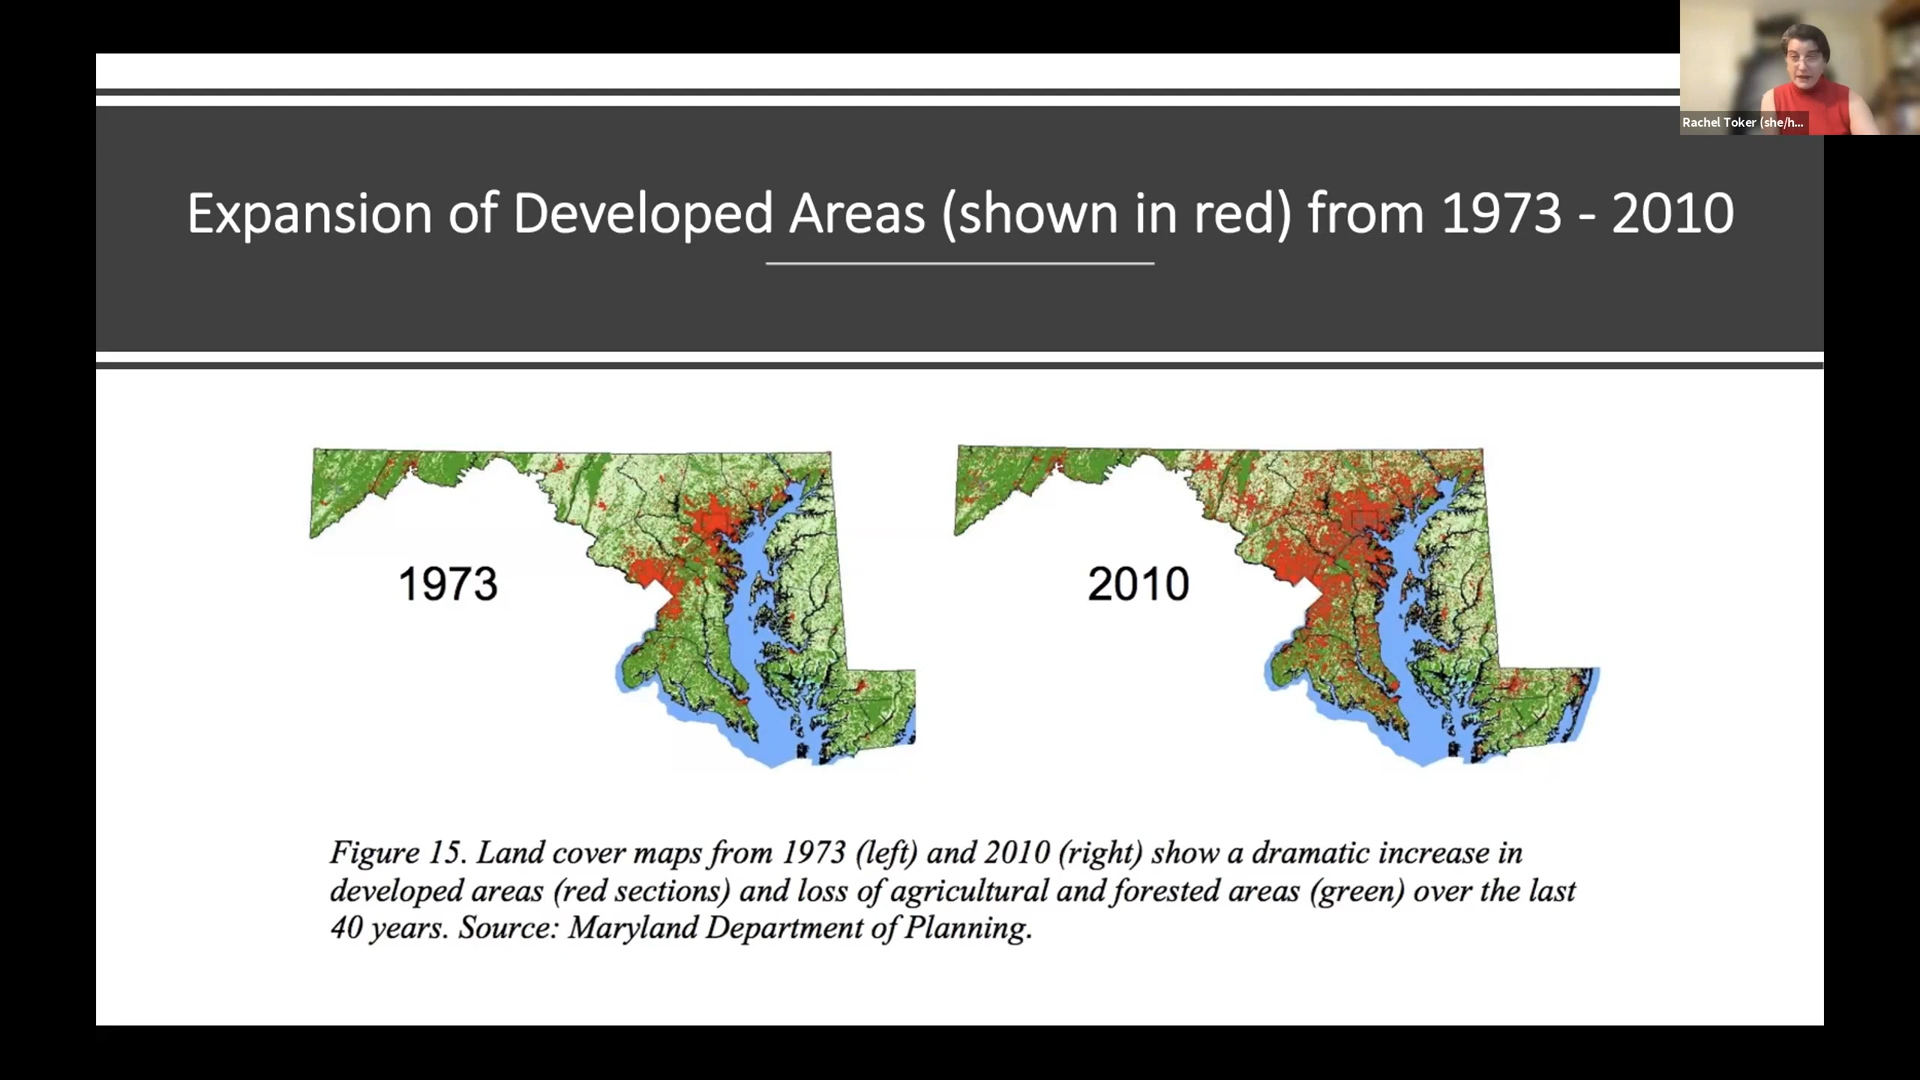 Rachel Toker (she/h...
Expansion of Developed Areas (shown in red) from 1973 - 2010
1973
2010
Figure 15. Land cover maps from 1973 (left) and 2010 (right) show a dramatic increase in
developed areas (red sections) and loss of agricultural and forested areas (green) over the last
40 years. Source: Maryland Department of Planning.